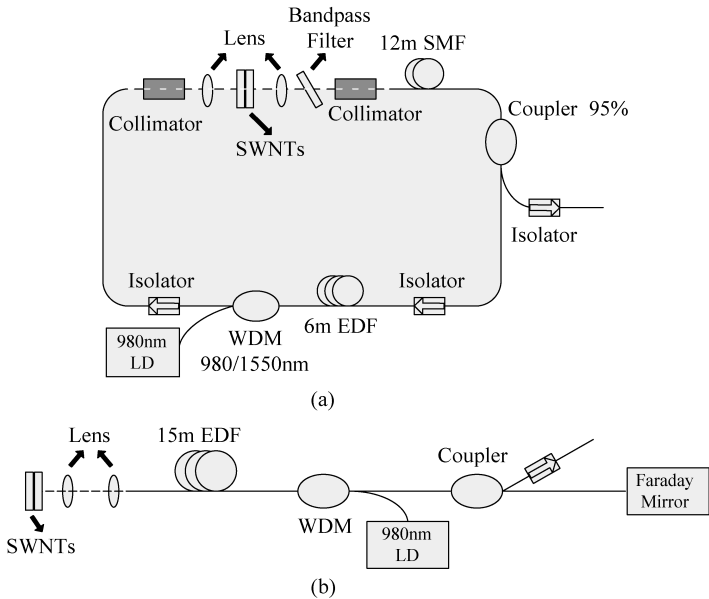 Bandpass
Filter
Lens
12m SMF
Collimator
Collimator
SWNTs
Coupler 95%
Isolator
Isolator
Isolator
6m EDF
WDM
980/1550nm
980nm
LD
(a)
Lens
15m EDF
Coupler
Faraday
Mirror
WDM
980nm
LD
SWNTs
(b)